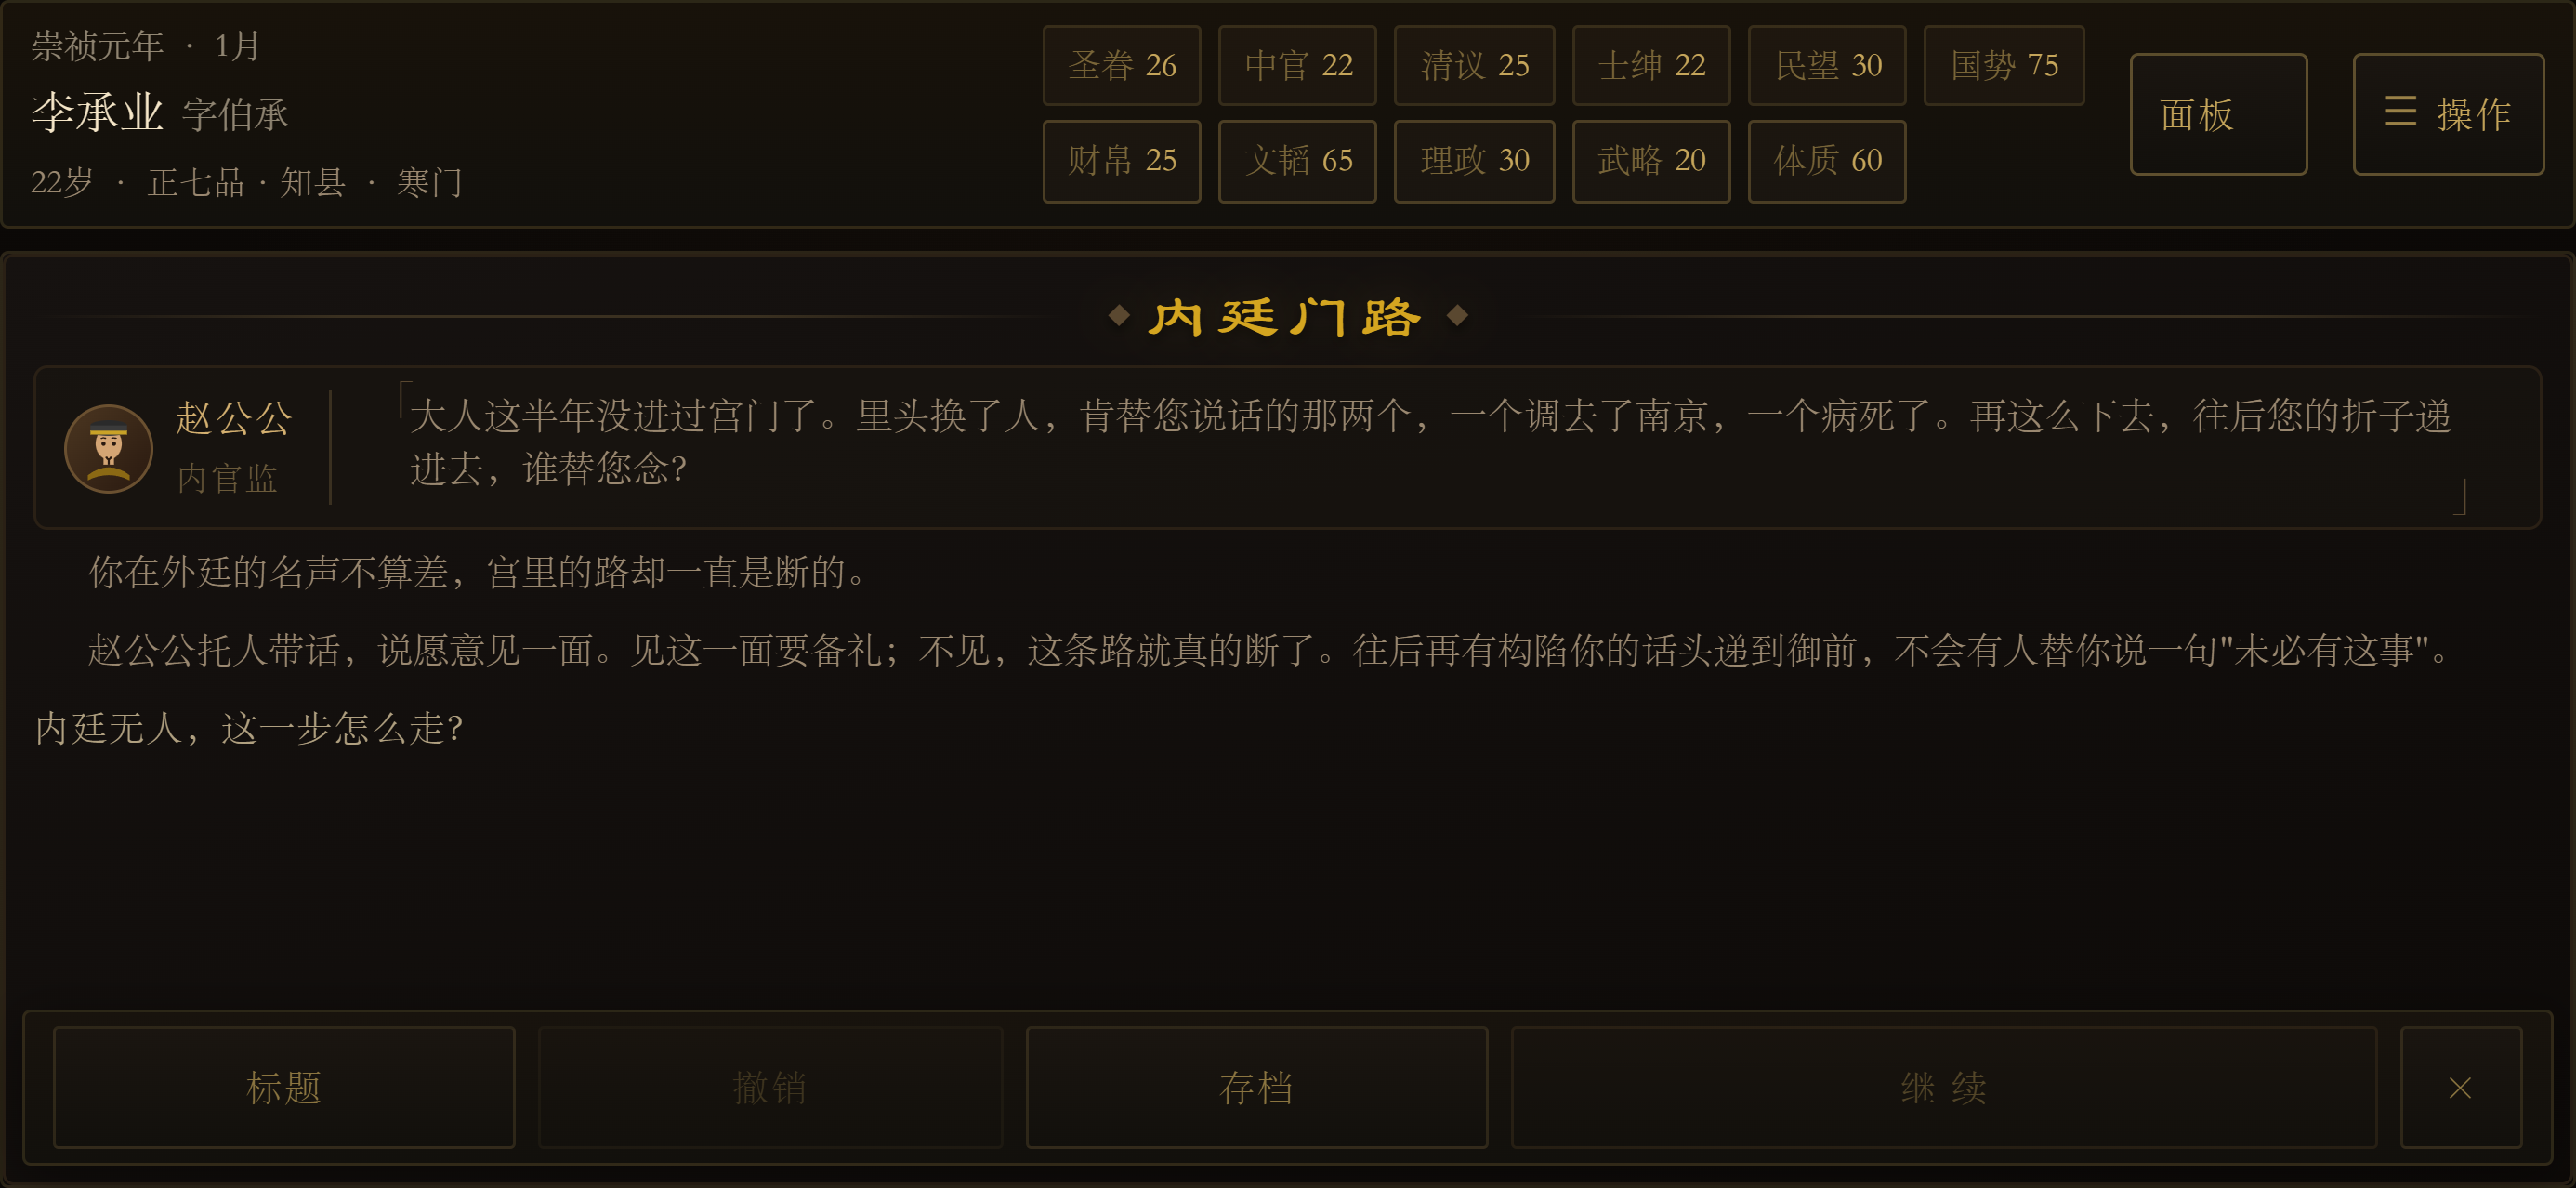 崇祯元年 · 1月
李承业 字伯承
22岁 · 正七品 · 知县 · 寒门
圣眷 26 中官 22 清议 25 士绅 22 民望 30 国势 75
财帛 25 文韬 65 理政 30 武略 20 体质 60
面板
☰ 操作
内廷门路
赵公公
内官监
「大人这半年没进过宫门了。里头换了人，肯替您说话的那两个，一个调去了南京，一个病死了。再这么下去，往后您的折子递
进去，谁替您念？」
你在外廷的名声不算差，宫里的路却一直是断的。
赵公公托人带话，说愿意见一面。见这一面要备礼；不见，这条路就真的断了。往后再有构陷你的话头递到御前，不会有人替你说一句"未必有这事"。
内廷无人，这一步怎么走？
标题 撤销 存档 继续 ×